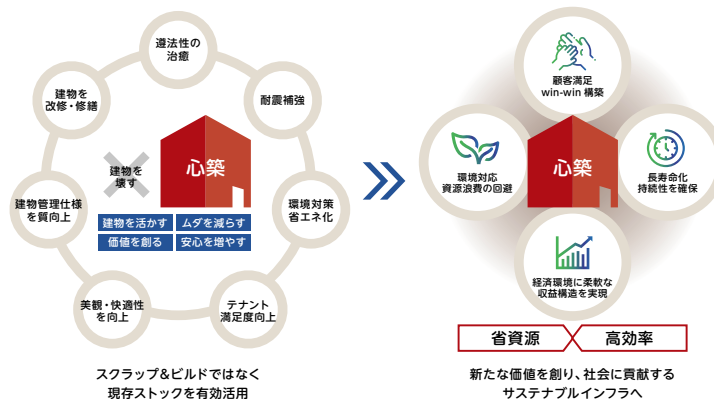 遵法性の
治癒
耐震補強
環境対策
省エネ化
テナント
満足度向上
美観・快適性
を向上
建物管理仕様
を質向上
建物を
改修・修繕
建物を
壊す
心築
建物を活かす
ムダを減らす
価値を創る
安心を増やす
スクラップ&ビルドではなく
現存ストックを有効活用
顧客満足
win-win 構築
環境対応
資源浪費の回避
心築
長寿命化
持続性を確保
経済環境に柔軟な
収益構造を実現
省資源
高効率
新たな価値を創り、社会に貢献する
サステナブルインフラへ